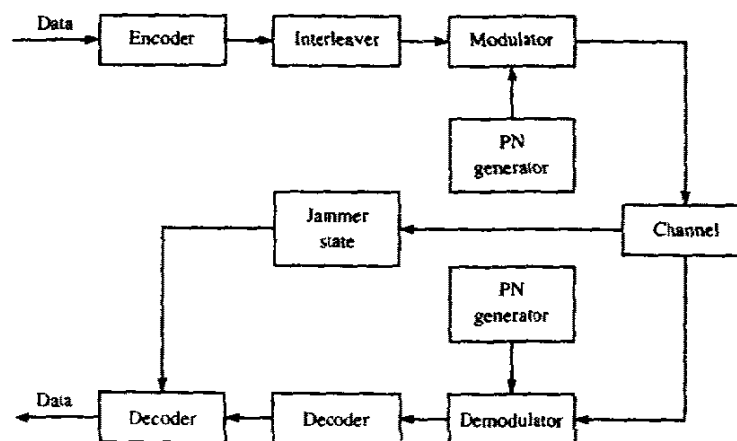 Data
Encoder
Interleaver
Modulator
PN
generator
Jammer
state
Channel
PN
generator
Data
Decoder
Decoder
Demodulator